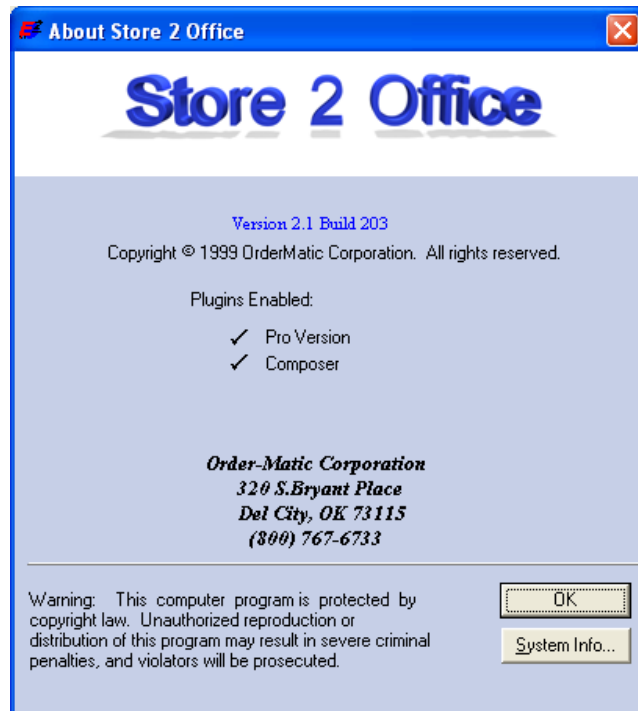 About Store 2 Office
Store 2 Office
Version 2.1 Build 203
Copyright © 1999 OrderMatic Corporation. All rights reserved.
Plugins Enabled:
✓ Pro Version
✓ Composer
Order-Matic Corporation
320 S.Bryant Place
Del City, OK 73115
(800) 767-6733
Warning: This computer program is protected by
copyright law. Unauthorized reproduction or
distribution of this program may result in severe criminal
penalties, and violators will be prosecuted.
OK
System Info...